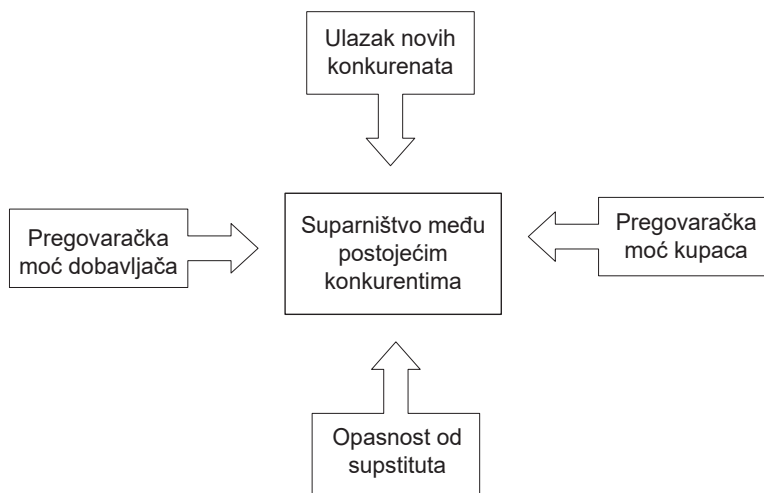 Ulazak novih
konkurenata
Pregovaračka
moć dobavljača
Suparništvo među
postojećim
konkurentima
Pregovaračka
moć kupaca
Opasnost od
supstituta